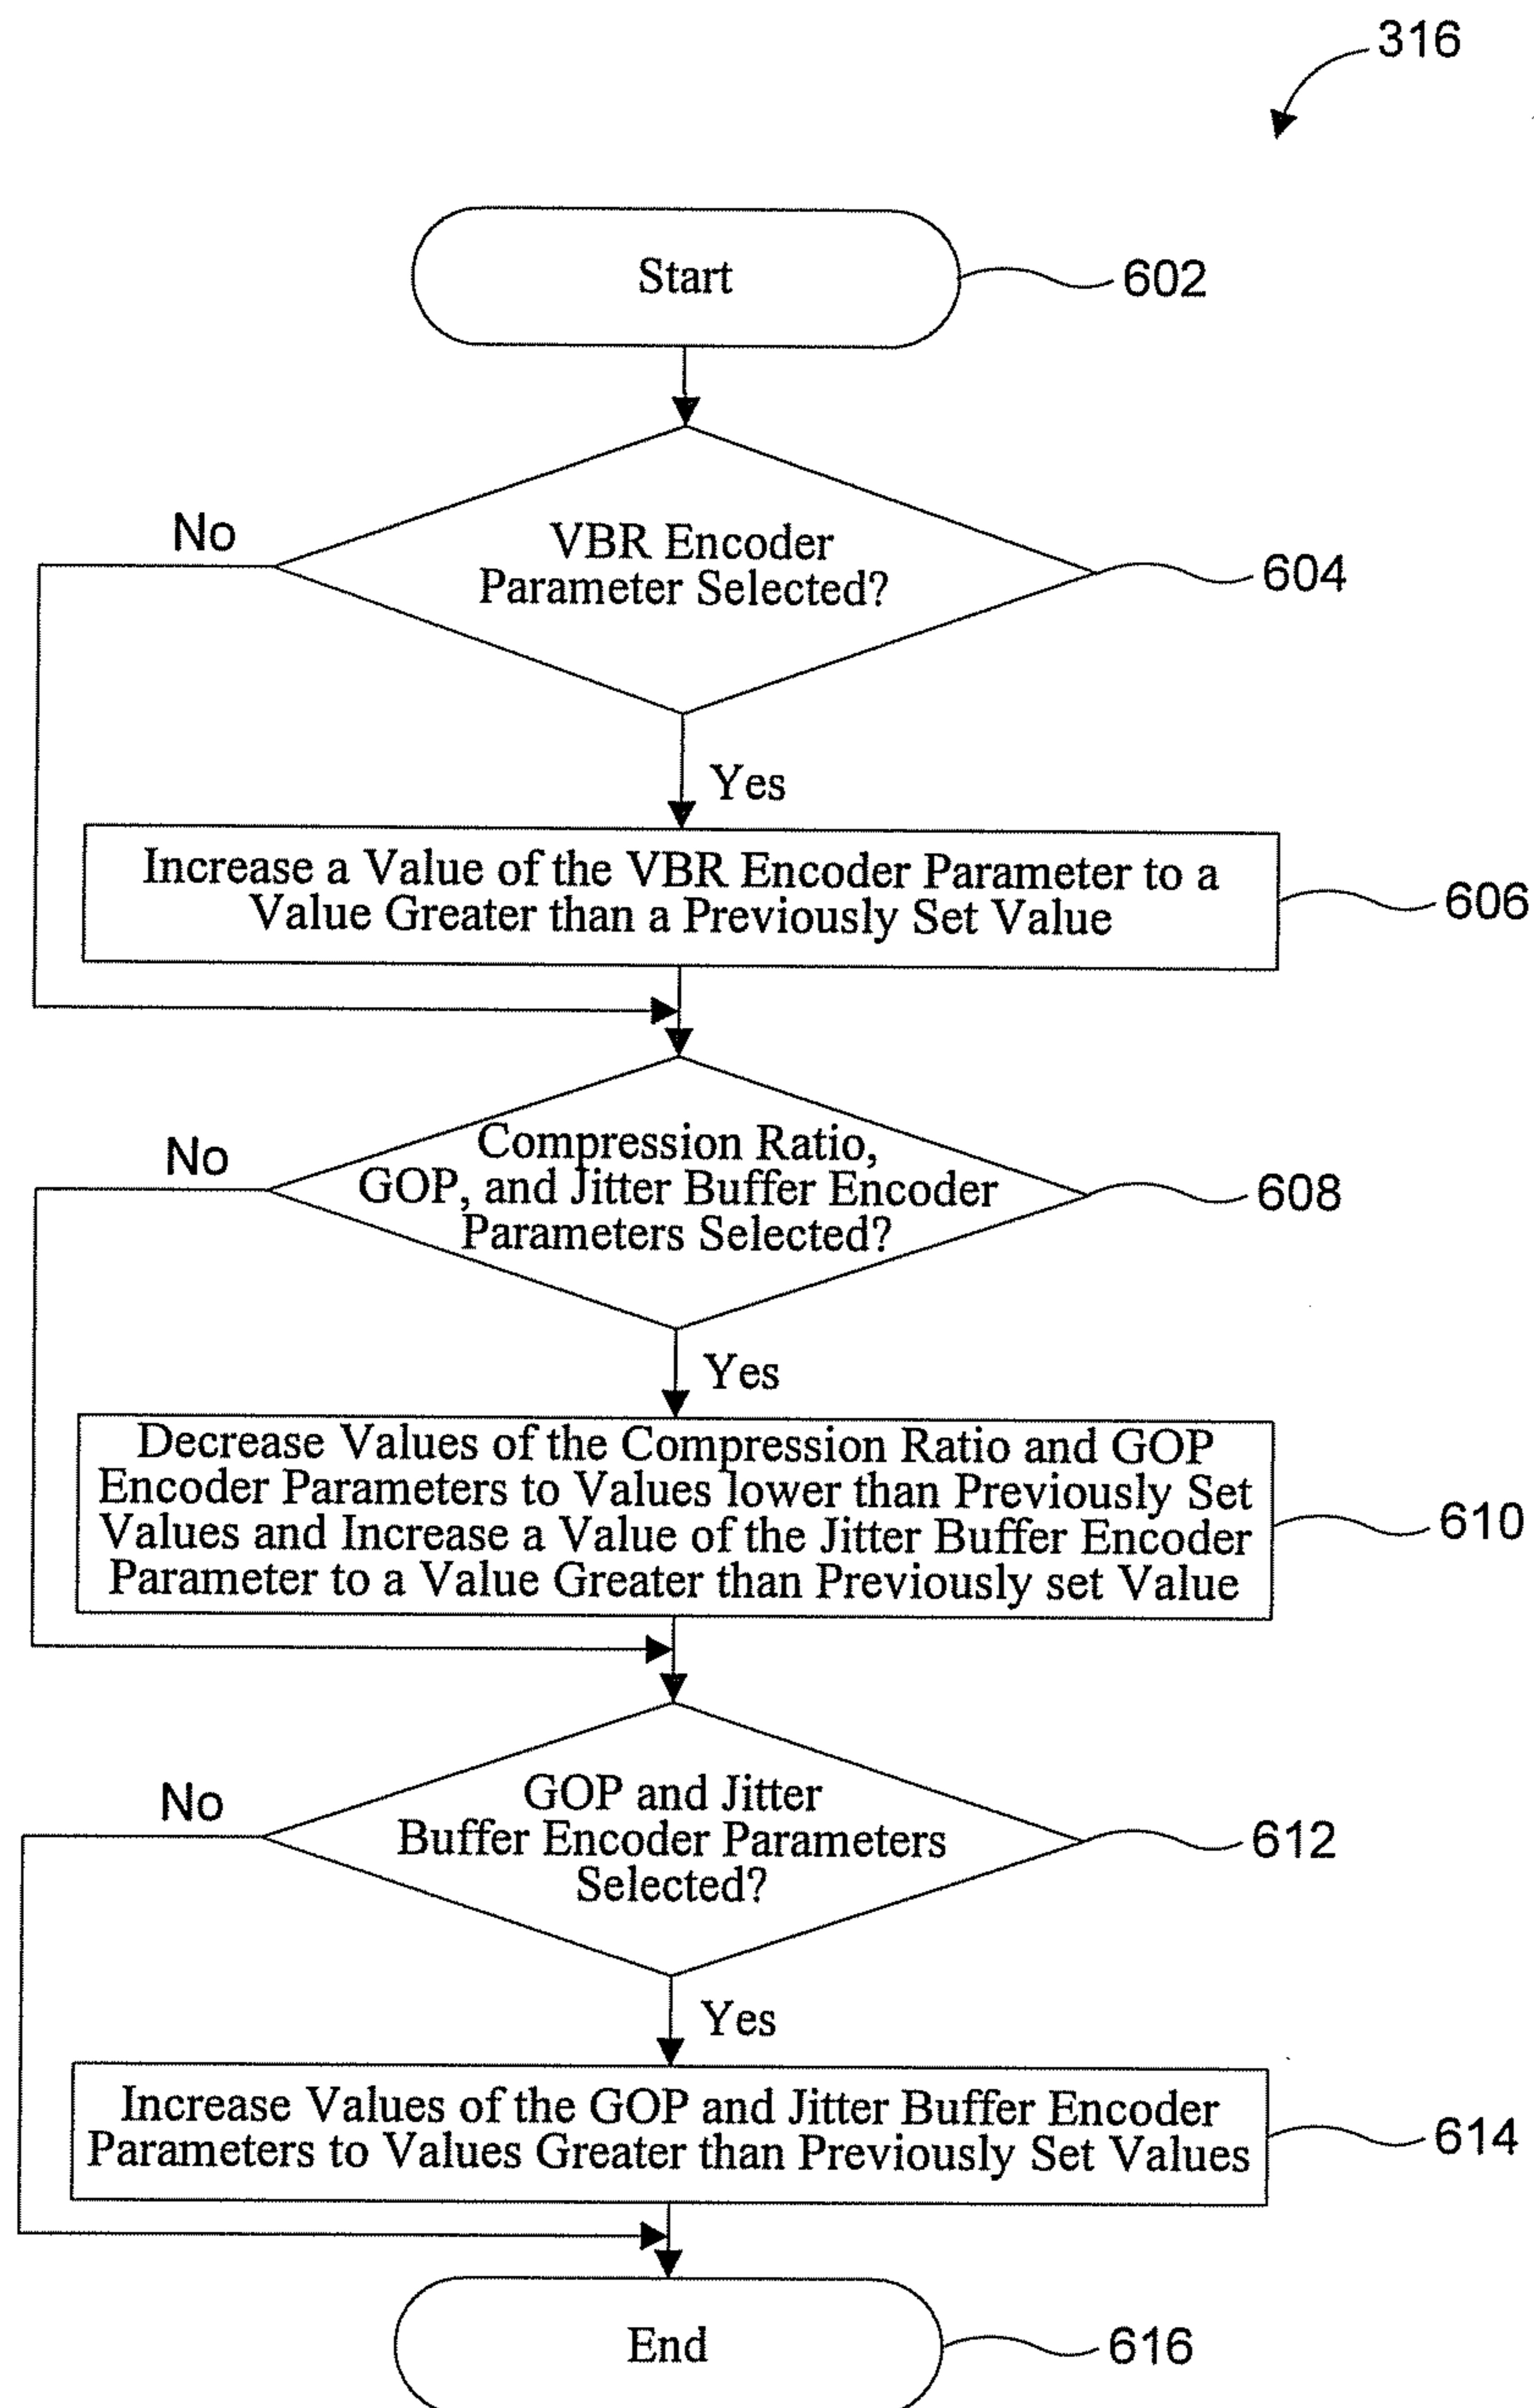 316
Start
602
No
VBR Encoder
Parameter Selected?
604
Yes
Increase a Value of the VBR Encoder Parameter to a
Value Greater than a Previously Set Value
606
No
Compression Ratio,
GOP, and Jitter Buffer Encoder
Parameters Selected?
608
Yes
Decrease Values of the Compression Ratio and GOP
Encoder Parameters to Values lower than Previously Set
Values and Increase a Value of the Jitter Buffer Encoder
Parameter to a Value Greater than Previously set Value
610
No
GOP and Jitter
Buffer Encoder Parameters
Selected?
612
Yes
Increase Values of the GOP and Jitter Buffer Encoder
Parameters to Values Greater than Previously Set Values
614
End
616